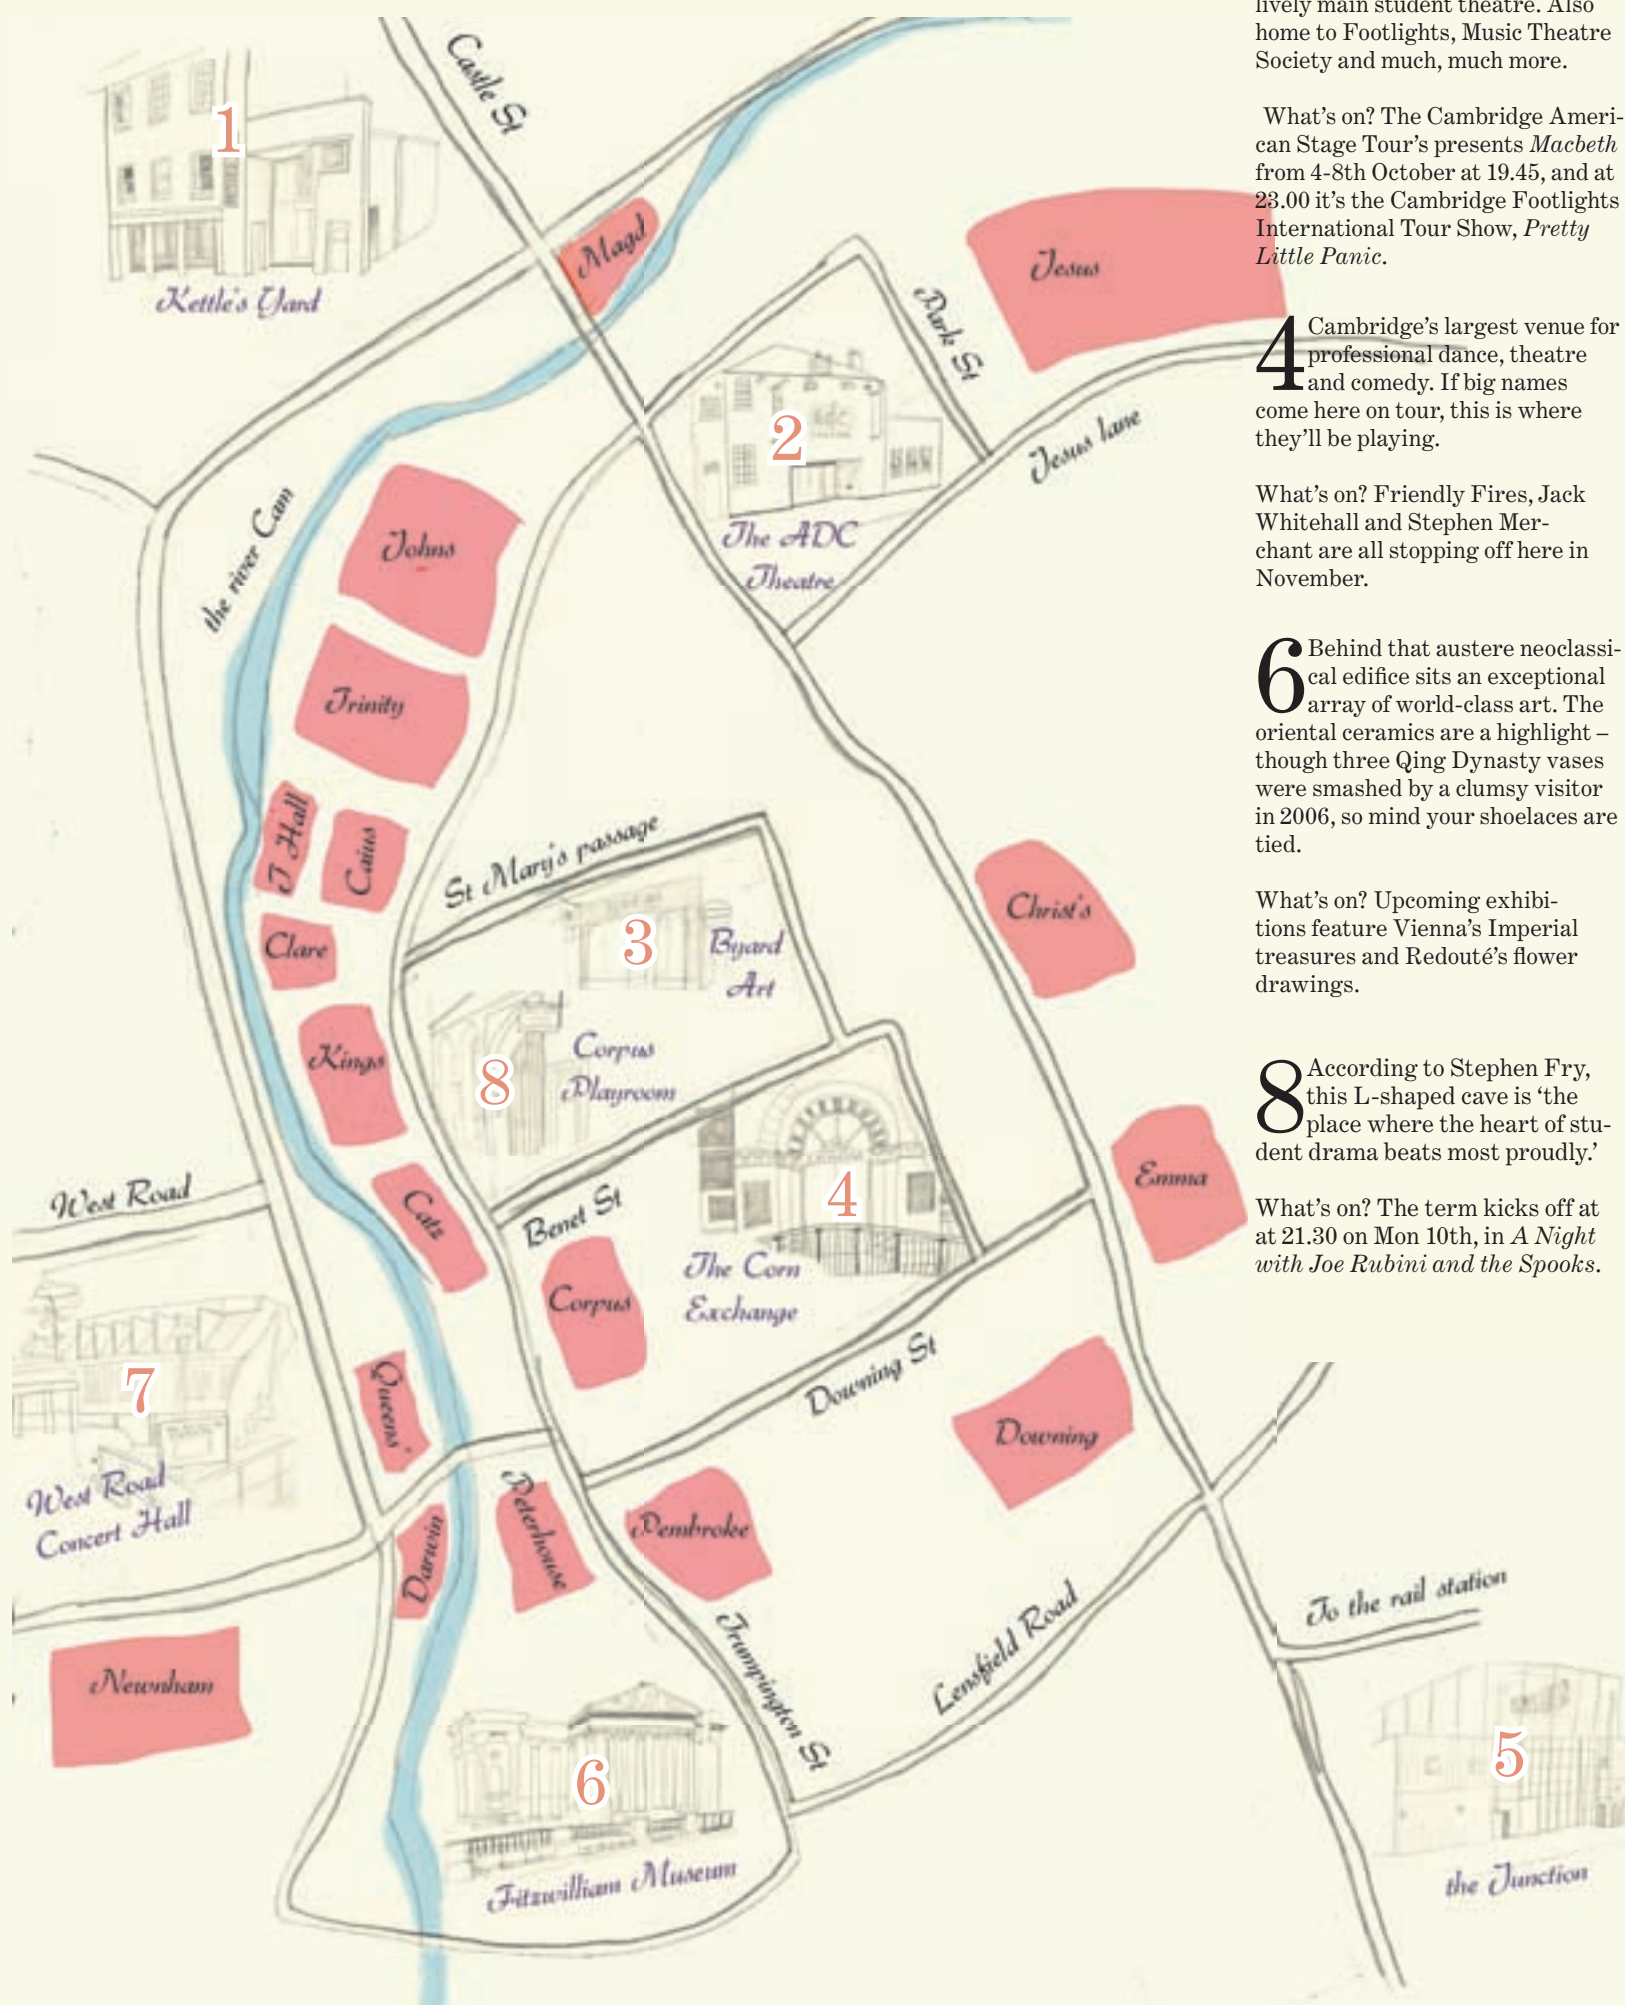 lively main student theatre. Also
home to Footlights, Music Theatre
Society and much, much more.
What's on? The Cambridge Ameri-
can Stage Tour's presents Macbeth
from 4-8th October at 19.45, and at
23.00 it's the Cambridge Footlights
International Tour Show, Pretty
Little Panic.
4 Cambridge's largest venue for
professional dance, theatre
and comedy. If big names
come here on tour, this is where
they'll be playing.
What's on? Friendly Fires, Jack
Whitehall and Stephen Mer-
chant are all stopping off here in
November.
6 Behind that austere neoclassi-
cal edifice sits an exceptional
array of world-class art. The
oriental ceramics are a highlight –
though three Qing Dynasty vases
were smashed by a clumsy visitor
in 2006, so mind your shoelaces are
tied.
What's on? Upcoming exhibi-
tions feature Vienna's Imperial
treasures and Redouté's flower
drawings.
8 According to Stephen Fry,
this L-shaped cave is 'the
place where the heart of stu-
dent drama beats most proudly.'
What's on? The term kicks off at
at 21.30 on Mon 10th, in A Night
with Joe Rubini and the Spooks.
Castle St
1
Kettle's Yard
Magd
Jesus
Park St
2
adc
The ADC
Theatre
Jesus lane
the river Cam
Johns
Trinity
T Hall
Caius
St Mary's passage
Clare
3
Byard
Art
Christ's
Kings
8
Corpus
Playroom
4
The Corn
Exchange
Emma
West Road
Catz
Benet St
Corpus
7
West Road
Concert Hall
Queens'
Downing St
Downing
Darwin
Peterhouse
Pembroke
Newnham
Trumpington St
Lensfield Road
To the rail station
6
Fitzwilliam Museum
5
the Junction